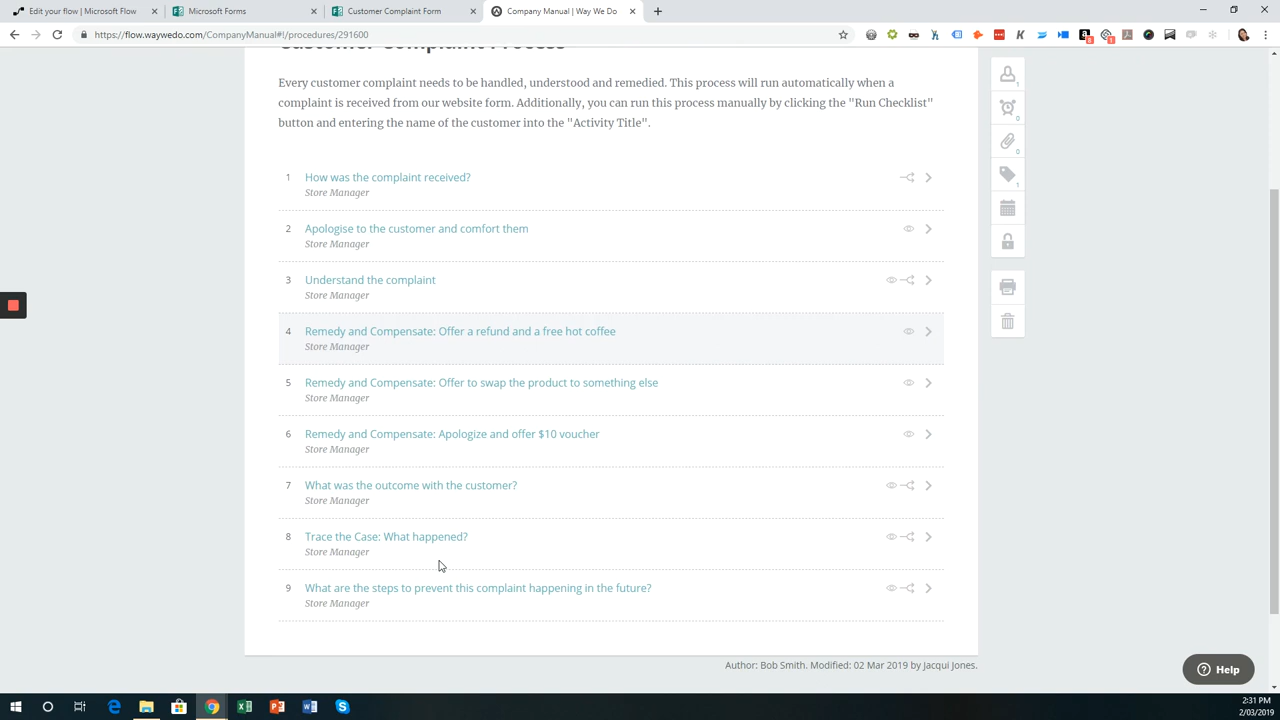 Edit your flow | Microsoft Flow
Microsoft Forms
Customer Complaint Form
Company Manual | Way We Do
https://flow.waywedo.com/CompanyManual#!/procedures/291600
Customer Complaint Process
Every customer complaint needs to be handled, understood and remedied. This process will run automatically when a
complaint is received from our website form. Additionally, you can run this process manually by clicking the "Run Checklist"
button and entering the name of the customer into the "Activity Title".
1 How was the complaint received?
Store Manager
2 Apologise to the customer and comfort them
Store Manager
3 Understand the complaint
Store Manager
4 Remedy and Compensate: Offer a refund and a free hot coffee
Store Manager
5 Remedy and Compensate: Offer to swap the product to something else
Store Manager
6 Remedy and Compensate: Apologize and offer $10 voucher
Store Manager
7 What was the outcome with the customer?
Store Manager
8 Trace the Case: What happened?
Store Manager
9 What are the steps to prevent this complaint happening in the future?
Store Manager
1
0
0
1
Author: Bob Smith. Modified: 02 Mar 2019 by Jacqui Jones.
Help
2:31 PM
2/03/2019